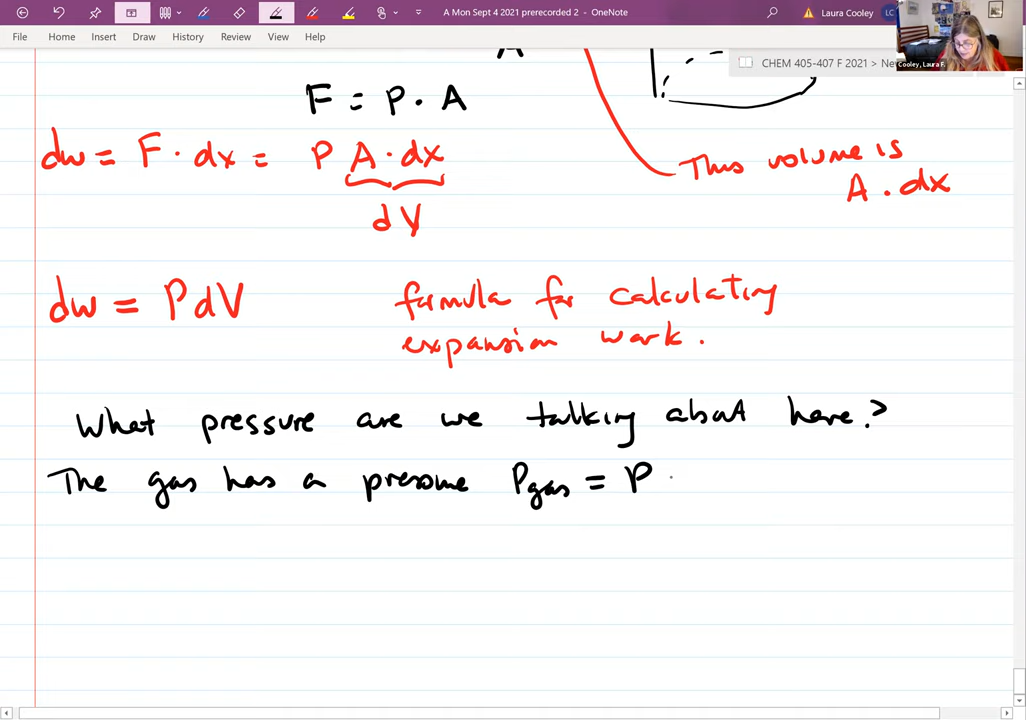 A Mon Sept 4 2021 prerecorded 2 - OneNote
Laura Cooley
LC
File Home Insert Draw History Review View Help
Cooley, Laura F.
CHEM 405-407 F 2021 >
F = P · A
dw = F · dx = P A · dx
dV
This volume is
A . dx
dw = PdV
formula for calculating
expansion work.
What pressure are we talking about here?
The gas has a pressure Pgas = P